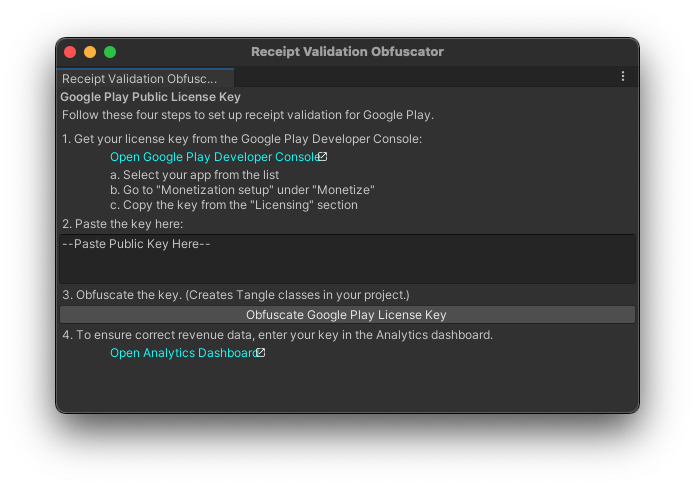 Receipt Validation Obfuscator
Receipt Validation Obfusc...
Google Play Public License Key
Follow these four steps to set up receipt validation for Google Play.
1. Get your license key from the Google Play Developer Console:
Open Google Play Developer Console
a. Select your app from the list
b. Go to "Monetization setup" under "Monetize"
c. Copy the key from the "Licensing" section
2. Paste the key here:
--Paste Public Key Here--
3. Obfuscate the key. (Creates Tangle classes in your project.)
Obfuscate Google Play License Key
4. To ensure correct revenue data, enter your key in the Analytics dashboard.
Open Analytics Dashboard